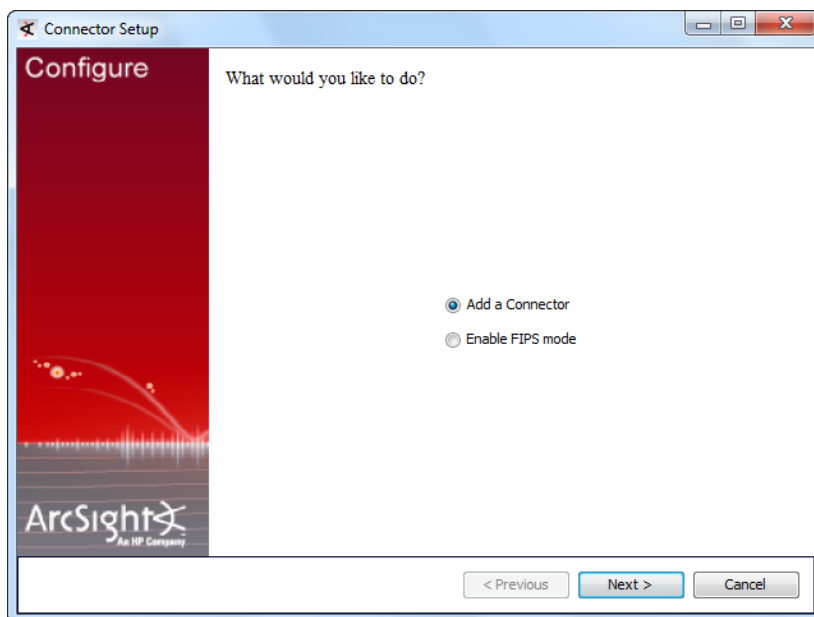 Connector Setup
Configure
What would you like to do?
Add a Connector
Enable FIPS mode
ArcSight
An HP Company
< Previous
Next >
Cancel